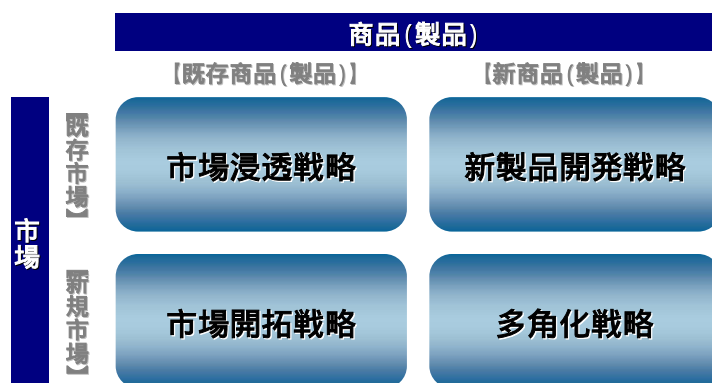 商品(製品)
【既存商品(製品)】
【新商品(製品)】
市場
【既存市場】
市場浸透戦略
新製品開発戦略
【新規市場】
市場開拓戦略
多角化戦略